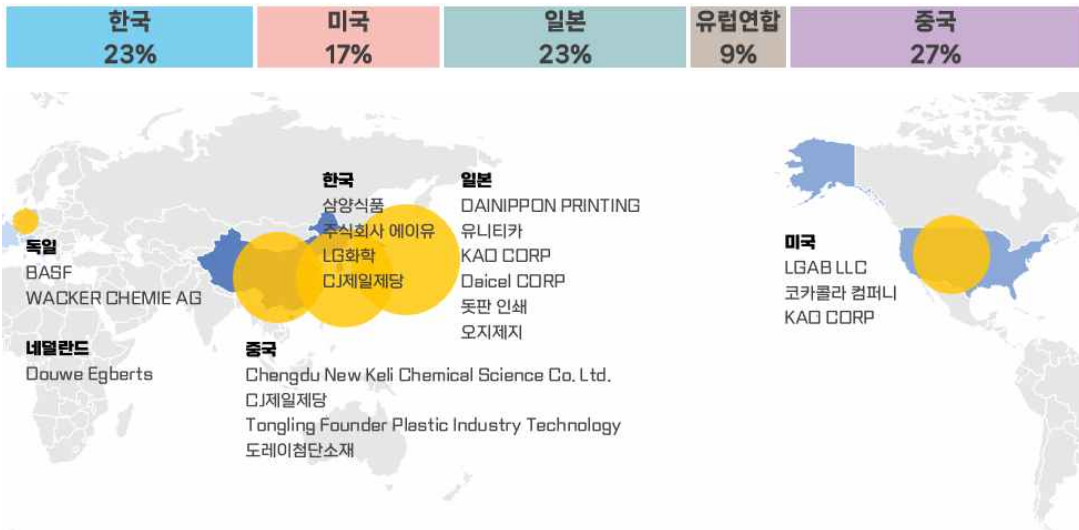 한국
23%
미국
17%
일본
23%
유럽연합
9%
중국
27%
한국
삼양식품
주식회사 에이유
LG화학
CJ제일제당
일본
DAINIPPON PRINTING
유니티카
KAO CORP
Daicel CORP
돗판 인쇄
오지제지
독일
BASF
WACKER CHEMIE AG
네덜란드
Douwe Egberts
중국
Chengdu New Keli Chemical Science Co. Ltd.
CJ제일제당
Tongling Founder Plastic Industry Technology
도레이첨단소재
미국
LGAB LLC
코카콜라 컴퍼니
KAO CORP